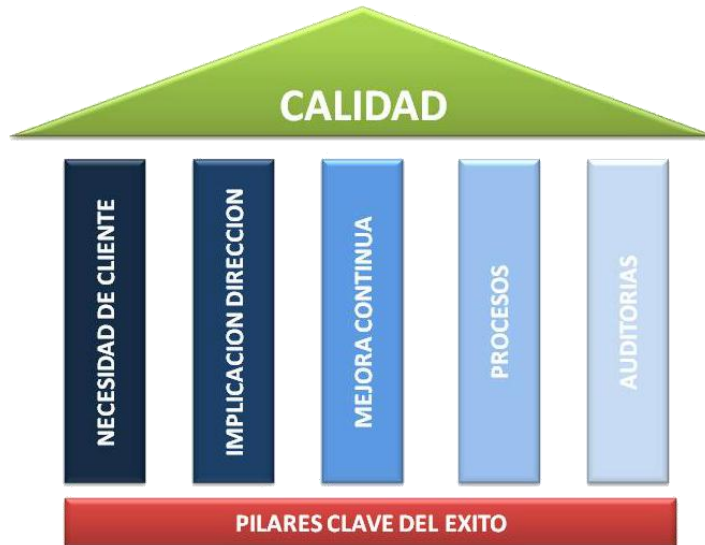 CALIDAD
NECESIDAD DE CLIENTE
IMPLICACION DIRECCION
MEJORA CONTINUA
PROCESOS
AUDITORIAS
PILARES CLAVE DEL EXITO